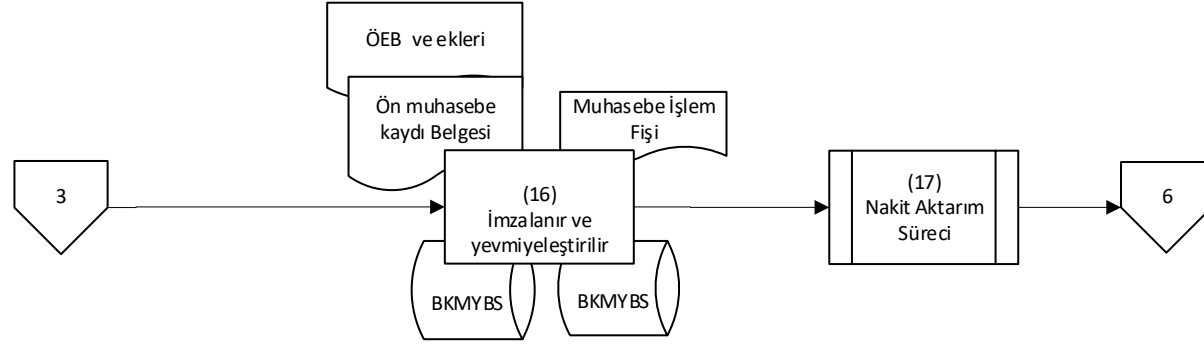 ÖEB ve ekleri
Ön muhasebe
kaydı Belgesi
Muhasebe İşlem
Fişi
3
(16)
İmzalanır ve
yevmiyeleştirilir
(17)
Nakit Aktarım
Süreci
6
BKMYBS
BKMYBS